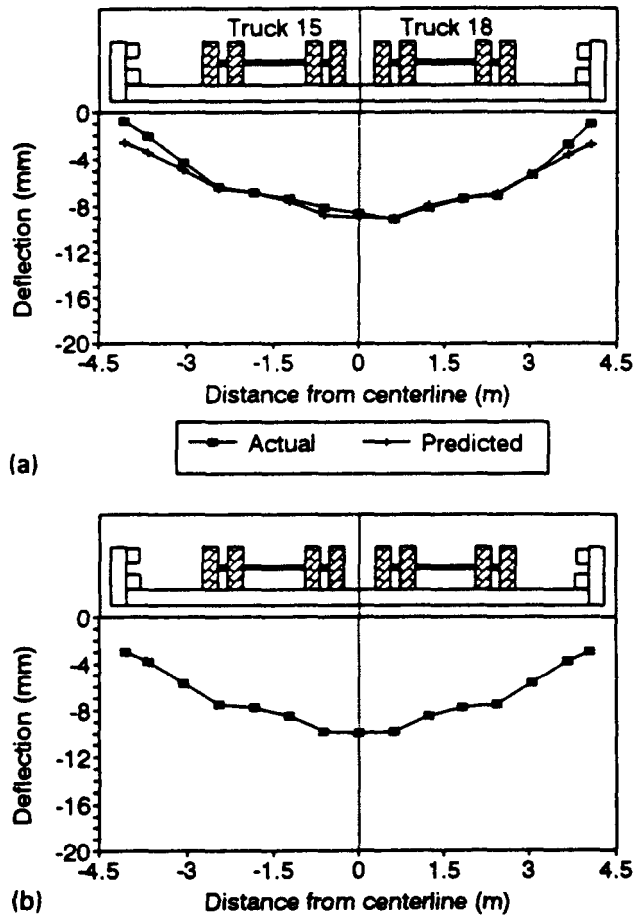 Truck 15 Truck 18
0
-4
-8
-12
-16
-20
Deflection (mm)
-4.5 -3 -1.5 0 1.5 3 4.5
Distance from centerline (m)
Actual Predicted
(a)
0
-4
-8
-12
-16
-20
Deflection (mm)
-4.5 -3 -1.5 0 1.5 3 4.5
(b) Distance from centerline (m)